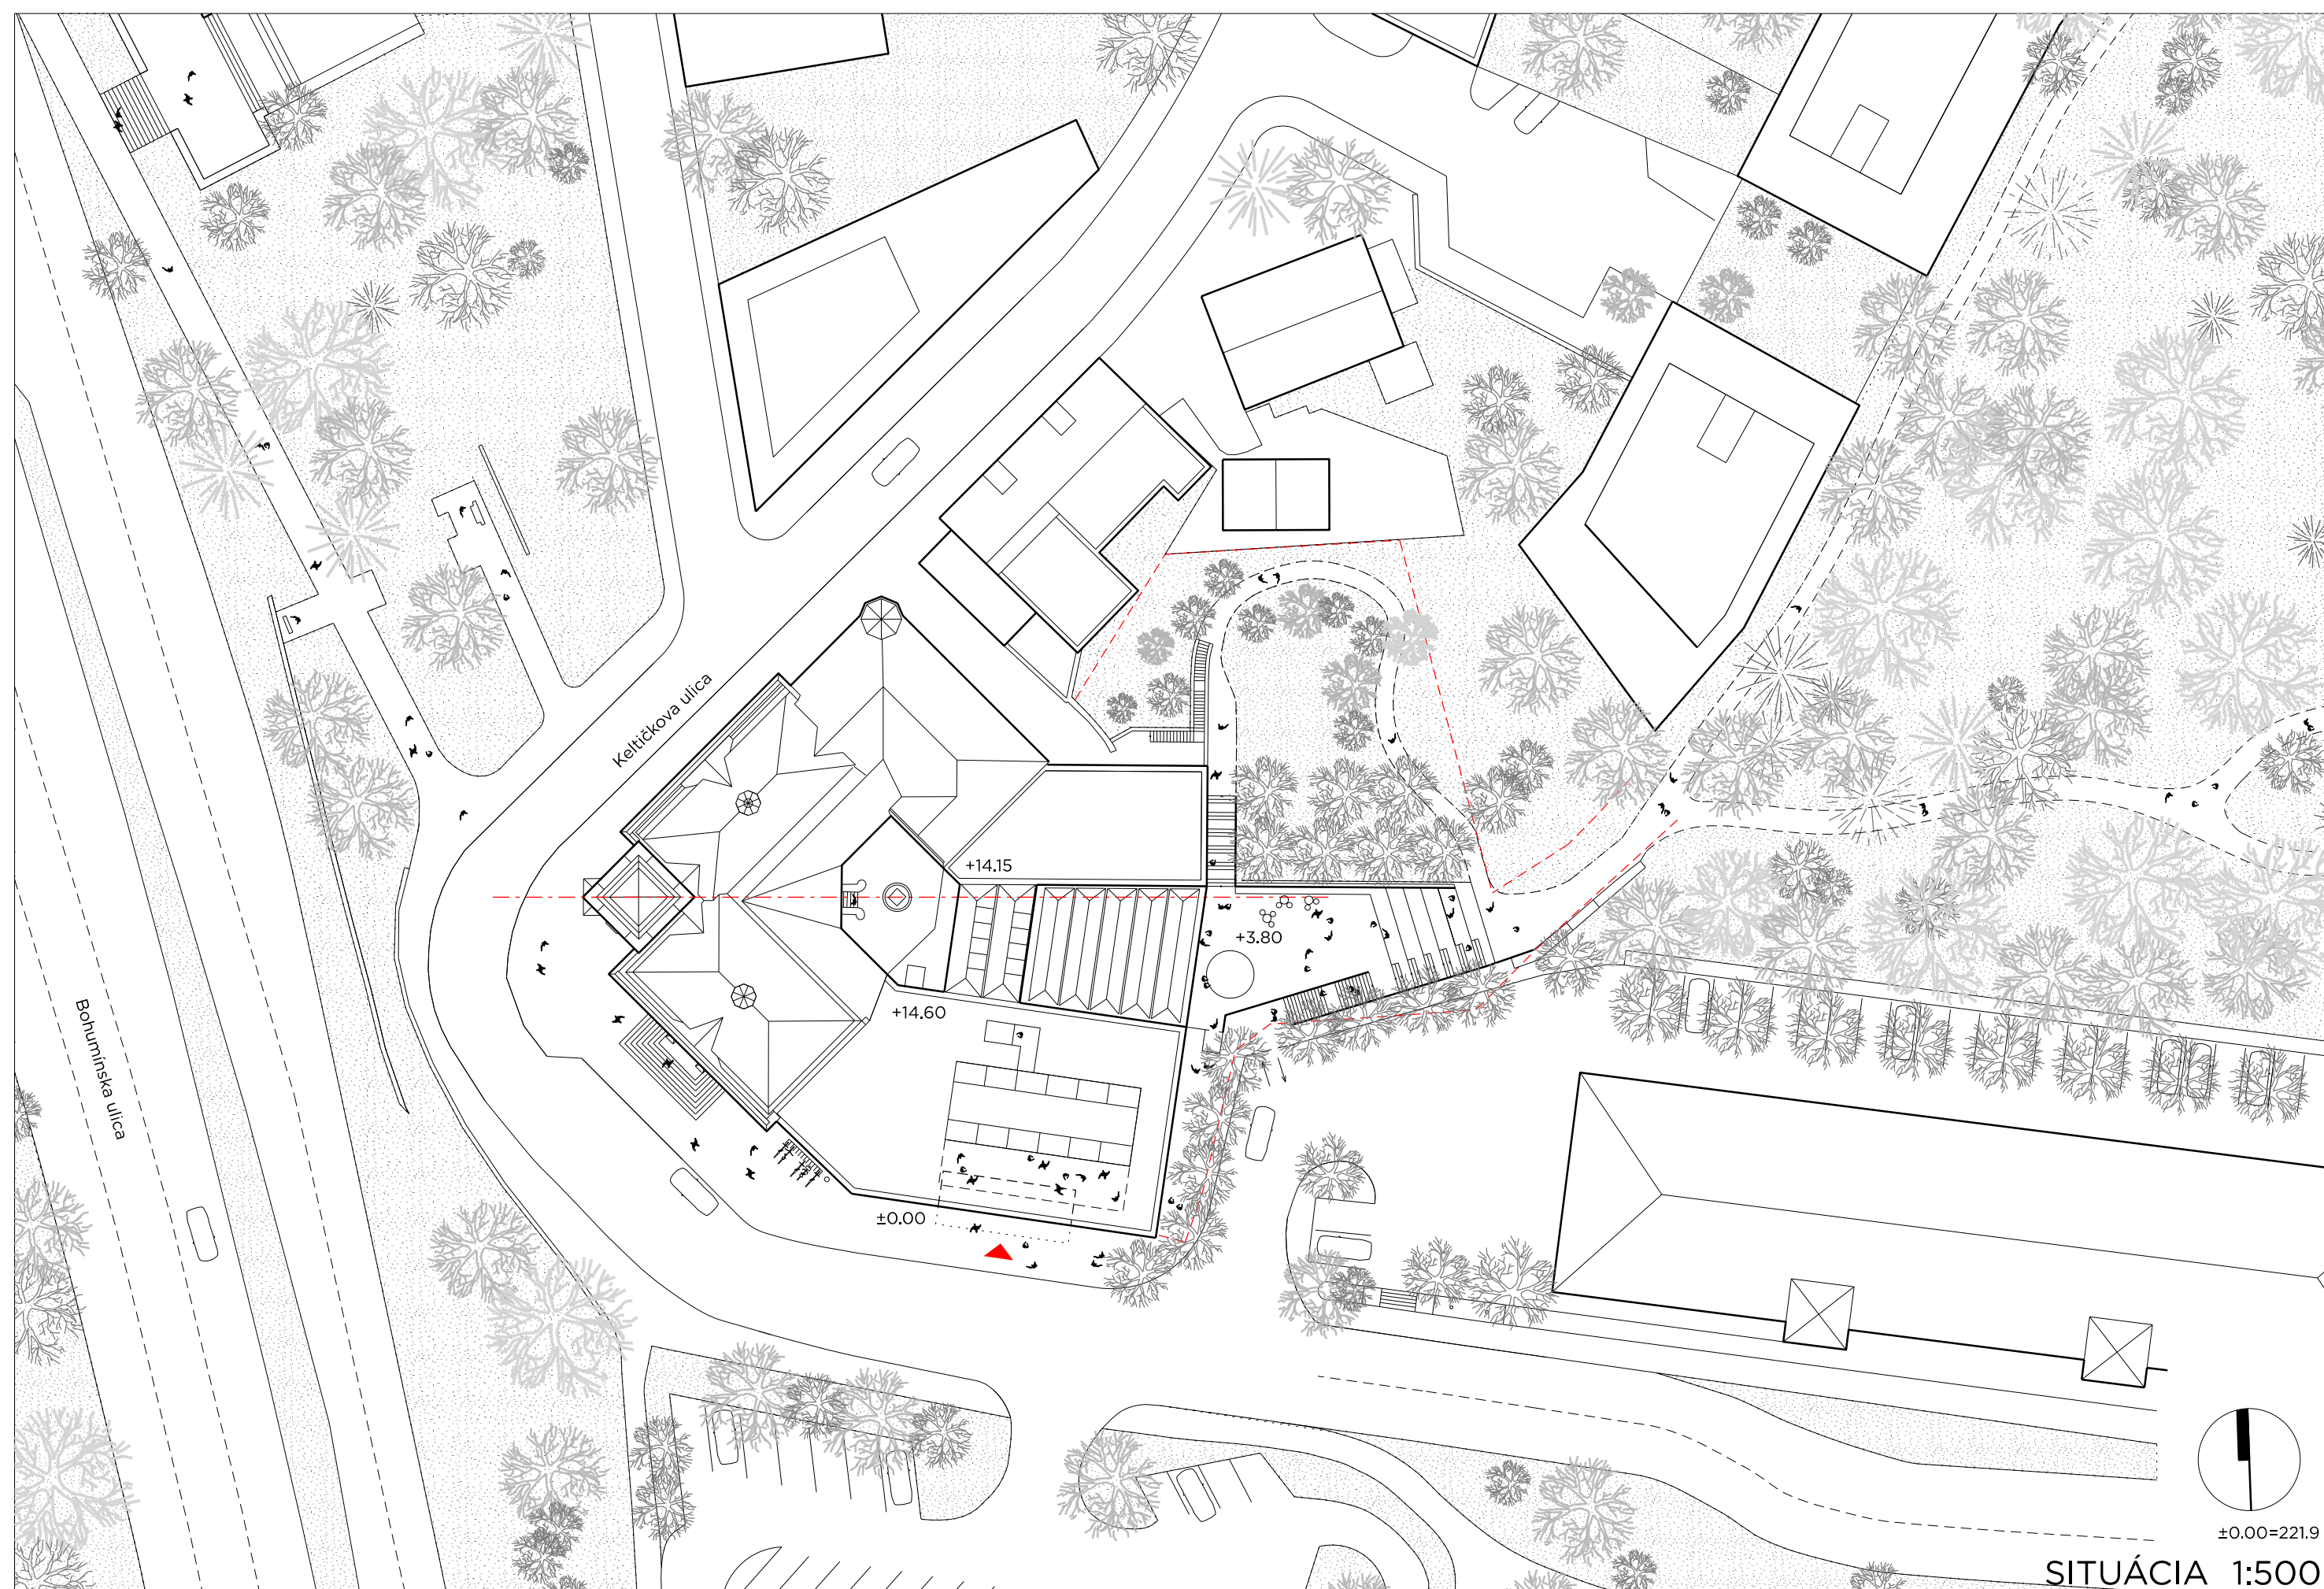 Keltičkova ulica
+14.15
+3.80
+14.60
Bohumínska ulica
±0.00
±0.00=221.9
SITUÁCIA 1:500